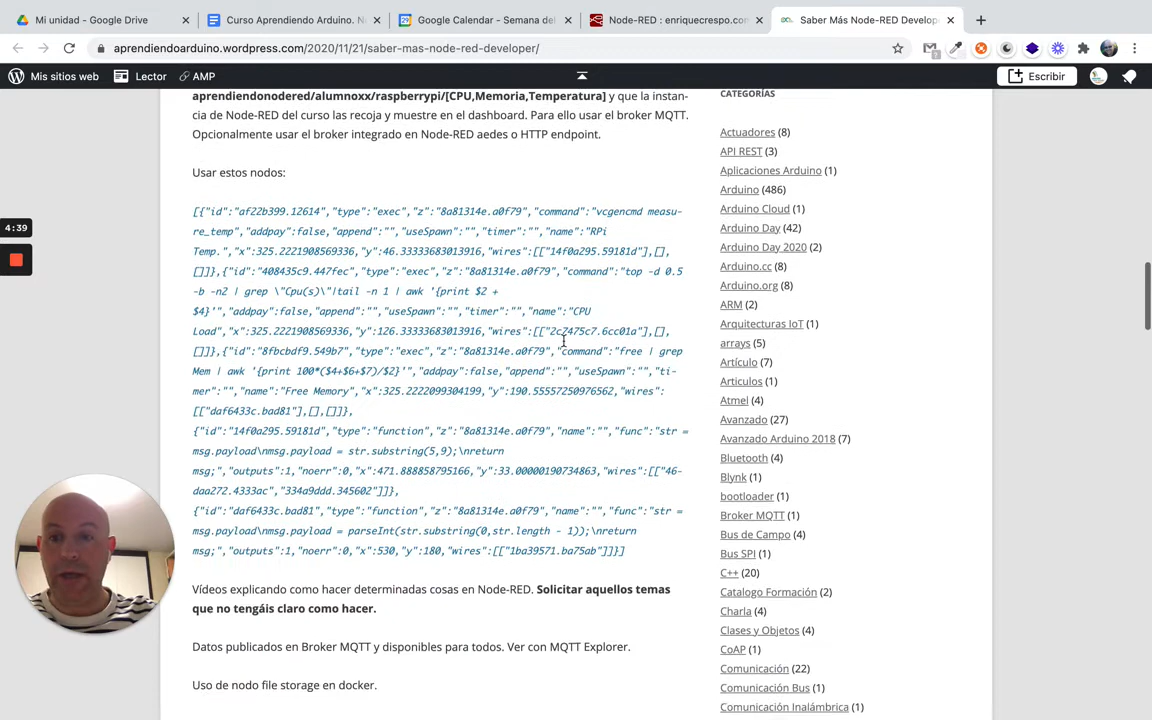 Mi unidad - Google Drive
Curso Aprendiendo Arduino. N
Google Calendar - Semana del
Node-RED : enriquecrespo.com
Saber Más Node-RED Develope
aprendiendoarduino.wordpress.com/2020/11/21/saber-mas-node-red-developer/
Mis sitios web
Lector
AMP
Escribir
aprendiendonodered/alumnoxx/raspberrypi/[CPU,Memoria,Temperatura] y que la instan-
cia de Node-RED del curso las recoja y muestre en el dashboard. Para ello usar el broker MQTT.
Opcionalmente usar el broker integrado en Node-RED aedes o HTTP endpoint.
Usar estos nodos:
[{"id":"af22b399.12614","type":"exec","z":"8a81314e.a0f79","command":"vcgencmd measu-
re_temp","addpay":false,"append":"","useSpawn":"","timer":"","name":"RPi
Temp.","x":325.2221908569336,"y":46.33333683013916,"wires":[["14f0a295.59181d"],[],
[]]},{"id":"408435c9.447fec","type":"exec","z":"8a81314e.a0f79","command":"top -d 0.5
-b -n2 | grep \"Cpu(s)\"|tail -n 1 | awk '{print $2 +
$4}'","addpay":false,"append":"","useSpawn":"","timer":"","name":"CPU
Load","x":325.2221908569336,"y":126.33333683013916,"wires":[["2c7475c7.6cc01a"],[],
[]]},{"id":"8fbcbdf9.549b7","type":"exec","z":"8a81314e.a0f79","command":"free | grep
Mem | awk '{print 100*($4+$6+$7)/$2}'","addpay":false,"append":"","useSpawn":"","ti-
mer":"","name":"Free Memory","x":325.2222099304199,"y":190.55557250976562,"wires":
[["daf6433c.bad81"],[],[]]},
{"id":"14f0a295.59181d","type":"function","z":"8a81314e.a0f79","name":"","func":"str =
msg.payload\nmsg.payload = str.substring(5,9);\nreturn
msg;","outputs":1,"noerr":0,"x":471.888858795166,"y":33.00000190734863,"wires":[["46-
daa272.4333ac","334a9ddd.345602"]]},
{"id":"daf6433c.bad81","type":"function","z":"8a81314e.a0f79","name":"","func":"str =
msg.payload\nmsg.payload = parseInt(str.substring(0,str.length - 1));\nreturn
msg;","outputs":1,"noerr":0,"x":530,"y":180,"wires":[["1ba39571.ba75ab"]]}]
Vídeos explicando como hacer determinadas cosas en Node-RED. Solicitar aquellos temas
que no tengáis claro como hacer.
Datos publicados en Broker MQTT y disponibles para todos. Ver con MQTT Explorer.
Uso de nodo file storage en docker.
CATEGORÍAS
Actuadores (8)
API REST (3)
Aplicaciones Arduino (1)
Arduino (486)
Arduino Cloud (1)
Arduino Day (42)
Arduino Day 2020 (2)
Arduino.cc (8)
Arduino.org (8)
ARM (2)
Arquitecturas IoT (1)
arrays (5)
Artículo (7)
Articulos (1)
Atmel (4)
Avanzado (27)
Avanzado Arduino 2018 (7)
Bluetooth (4)
Blynk (1)
bootloader (1)
Broker MQTT (1)
Bus de Campo (4)
Bus SPI (1)
C++ (20)
Catalogo Formación (2)
Charla (4)
Clases y Objetos (4)
CoAP (1)
Comunicación (22)
Comunicación Bus (1)
Comunicación Inalámbrica (1)
4:39